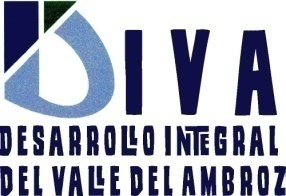 DIVA
DESARROLLO INTEGRAL
DEL VALLE DEL AMBROZ